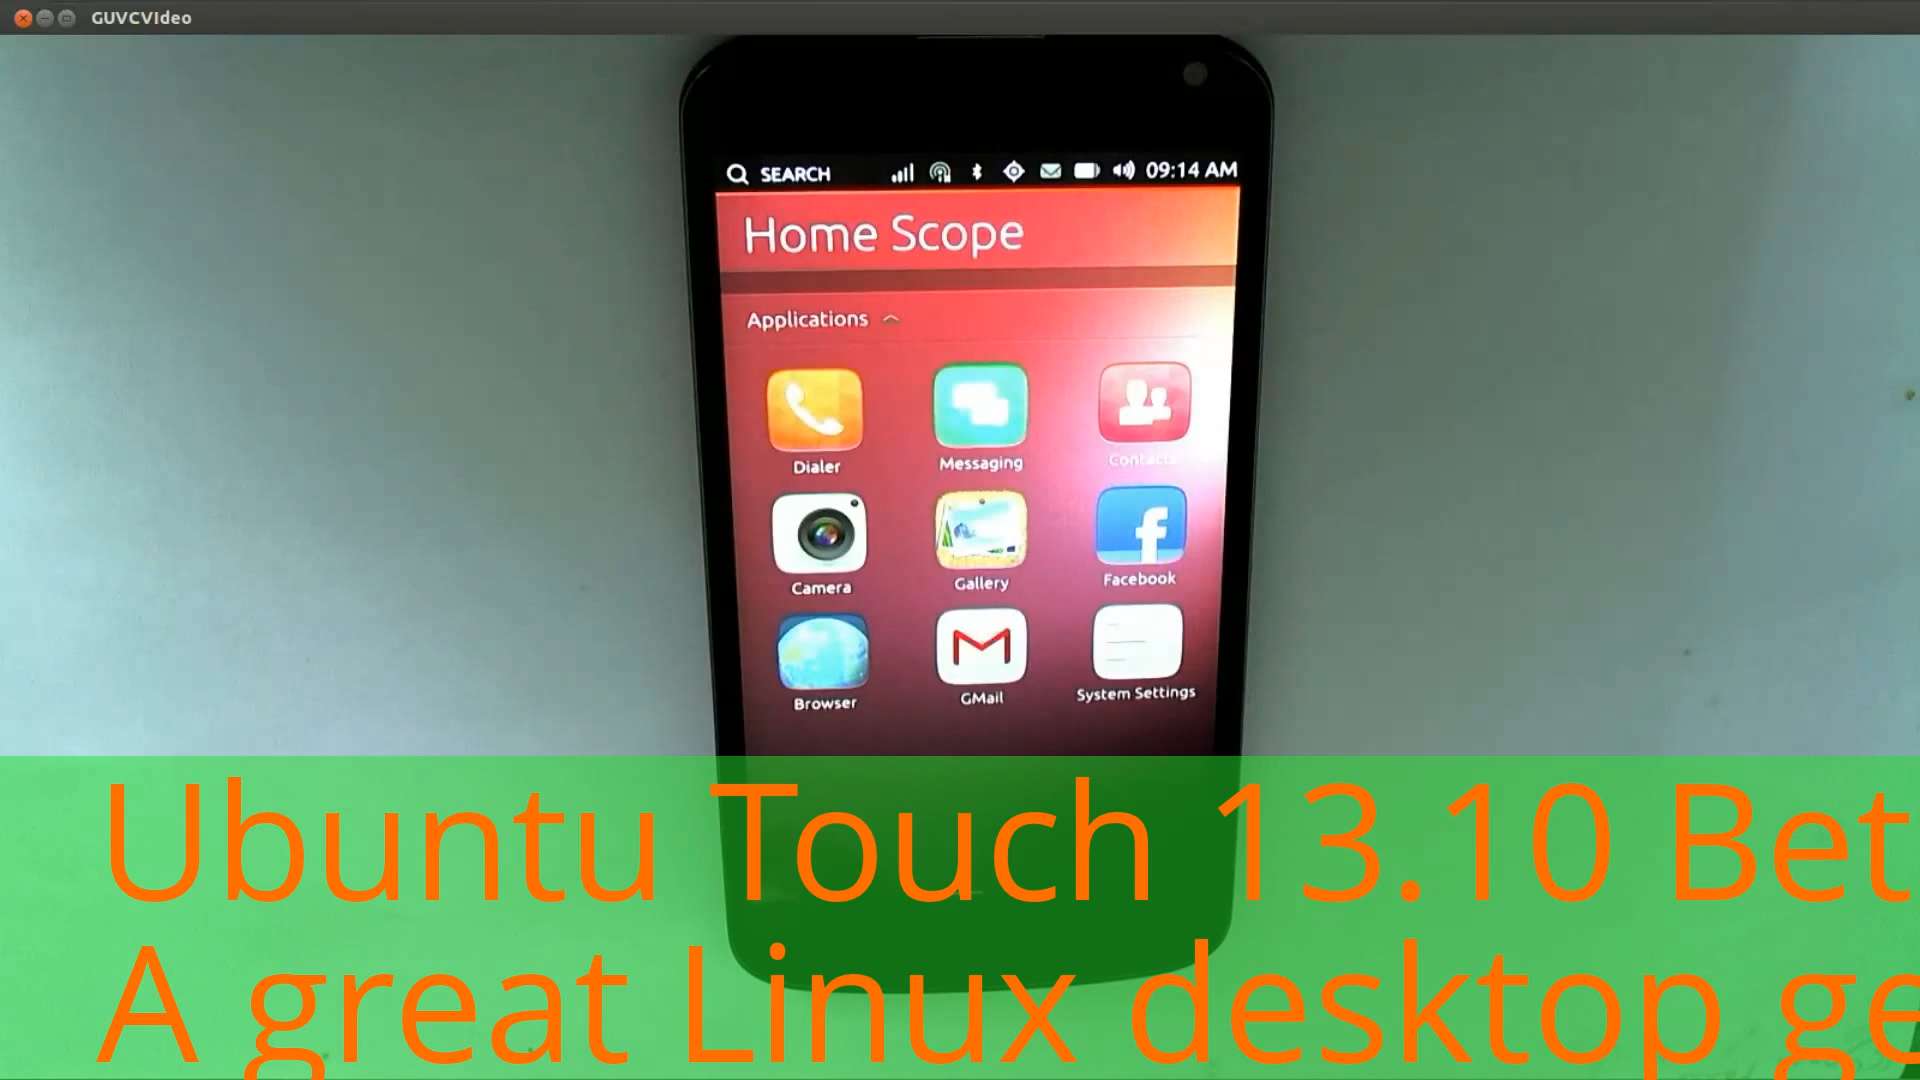 GUVCVIdeo
SEARCH 09:14 AM
Home Scope
Applications
Dialer Messaging Contacts
Camera Gallery Facebook
Browser GMail System Settings
Ubuntu Touch 13.10 Bet
A great Linux desktop ge